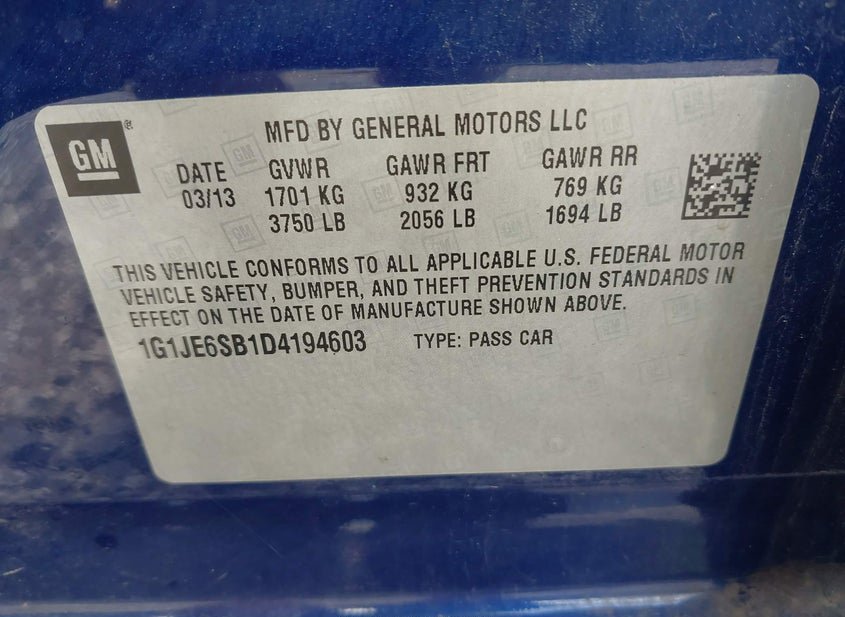 GM
MFD BY GENERAL MOTORS LLC
DATE GVWR GAWR FRT GAWR RR
03/13 1701 KG 932 KG 769 KG
3750 LB 2056 LB 1694 LB
THIS VEHICLE CONFORMS TO ALL APPLICABLE U.S. FEDERAL MOTOR
VEHICLE SAFETY, BUMPER, AND THEFT PREVENTION STANDARDS IN
EFFECT ON THE DATE OF MANUFACTURE SHOWN ABOVE.
1G1JE6SB1D4194603 TYPE: PASS CAR